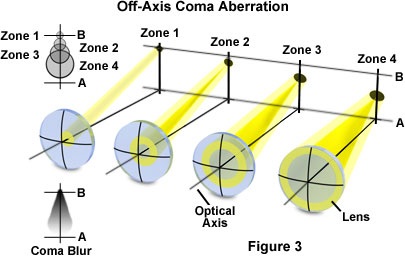 Off-Axis Coma Aberration
Zone 1
B
Zone 2
Zone 3
Zone 4
A
Zone 1
Zone 2
Zone 3
Zone 4
B
A
B
A
Coma Blur
Optical
Axis
Lens
Figure 3